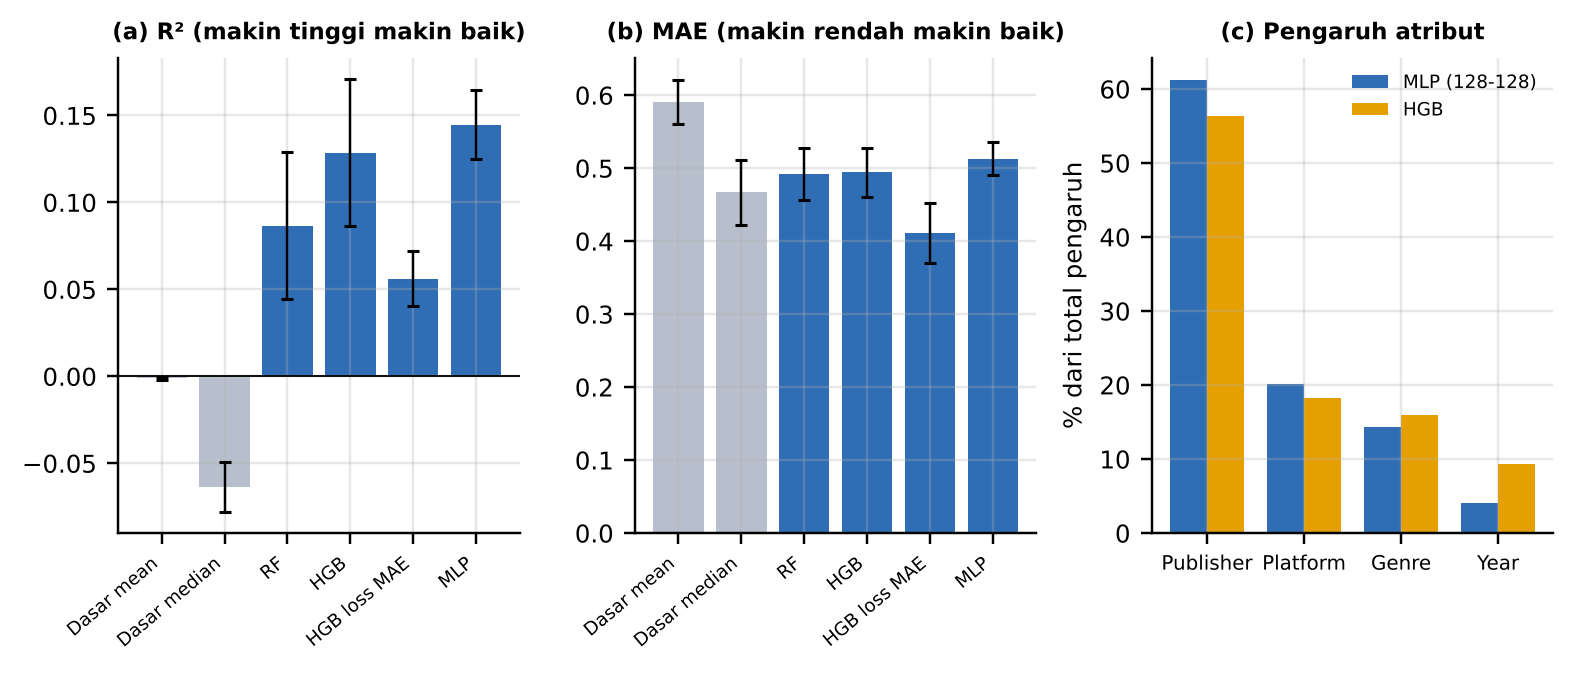 (a) R² (makin tinggi makin baik)
0.15
0.10
0.05
0.00
−0.05
Dasar mean
Dasar median
RF
HGB
HGB loss MAE
MLP
(b) MAE (makin rendah makin baik)
0.6
0.5
0.4
0.3
0.2
0.1
0.0
Dasar mean
Dasar median
RF
HGB
HGB loss MAE
MLP
(c) Pengaruh atribut
% dari total pengaruh
60
50
40
30
20
10
0
MLP (128-128)
HGB
Publisher
Platform
Genre
Year